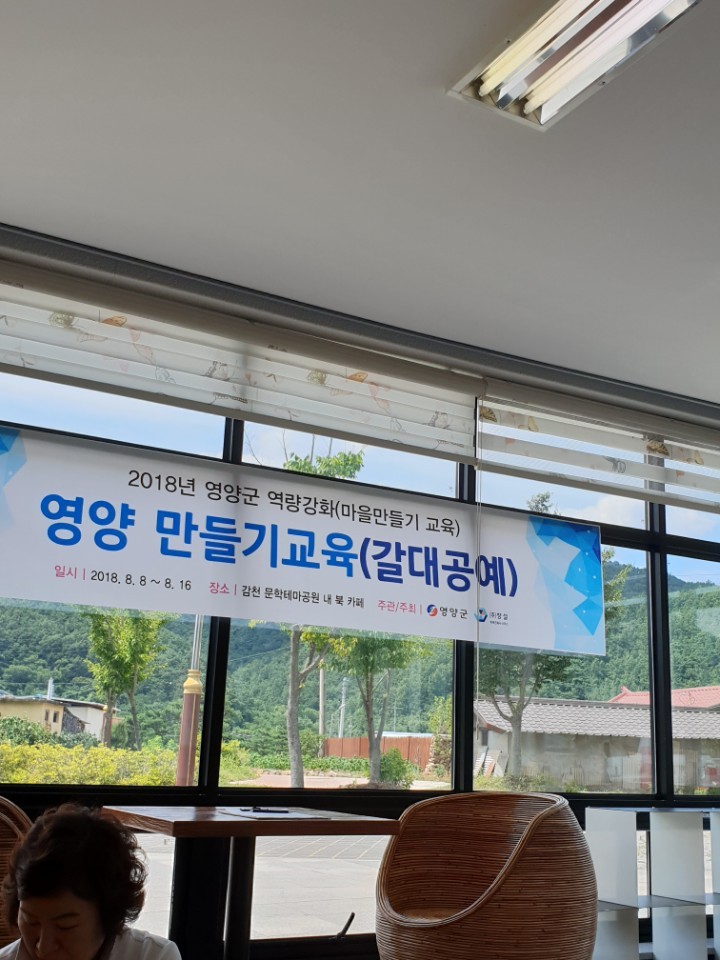 2018년 영양군 역량강화(마을만들기 교육)
영양 만들기교육(갈대공예)
일시 | 2018. 8. 8 ~ 8. 16 장소 | 감천 문학테마공원 내 북 카페 주관/주최 | 영양군